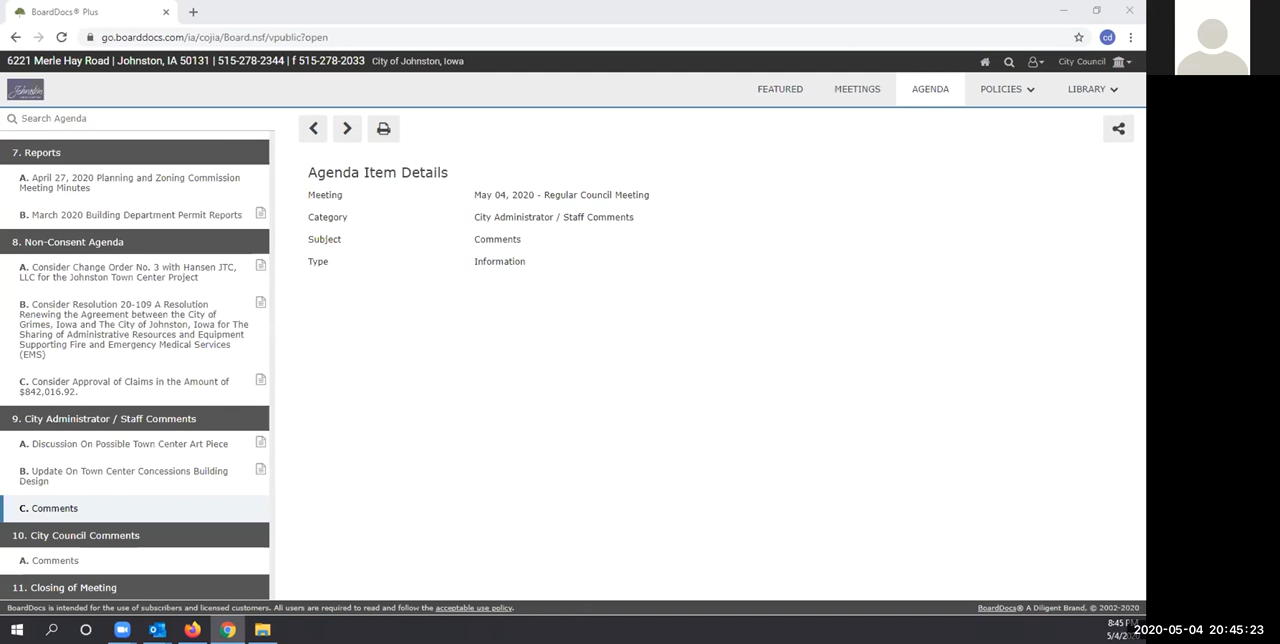 BoardDocs® Plus
go.boarddocs.com/ia/cojia/Board.nsf/vpublic?open
cd
6221 Merle Hay Road | Johnston, IA 50131 | 515-278-2344 | f 515-278-2033 City of Johnston, Iowa
City Council
Johnston
FEATURED MEETINGS AGENDA POLICIES LIBRARY
Search Agenda
7. Reports
A. April 27, 2020 Planning and Zoning Commission
Meeting Minutes
B. March 2020 Building Department Permit Reports
8. Non-Consent Agenda
A. Consider Change Order No. 3 with Hansen JTC,
LLC for the Johnston Town Center Project
B. Consider Resolution 20-109 A Resolution
Renewing the Agreement between the City of
Grimes, Iowa and The City of Johnston, Iowa for The
Sharing of Administrative Resources and Equipment
Supporting Fire and Emergency Medical Services
(EMS)
C. Consider Approval of Claims in the Amount of
$842,016.92.
9. City Administrator / Staff Comments
A. Discussion On Possible Town Center Art Piece
B. Update On Town Center Concessions Building
Design
C. Comments
10. City Council Comments
A. Comments
11. Closing of Meeting
Agenda Item Details
Meeting May 04, 2020 - Regular Council Meeting
Category City Administrator / Staff Comments
Subject Comments
Type Information
BoardDocs is intended for the use of subscribers and licensed customers. All users are required to read and follow the acceptable use policy.
BoardDocs® A Diligent Brand, © 2002-2020
8:45 PM
5/4/20
2020-05-04 20:45:23